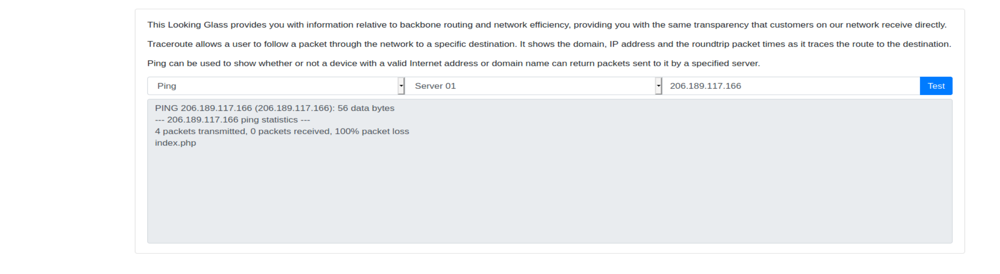 This Looking Glass provides you with information relative to backbone routing and network efficiency, providing you with the same transparency that customers on our network receive directly.
Traceroute allows a user to follow a packet through the network to a specific destination. It shows the domain, IP address and the roundtrip packet times as it traces the route to the destination.
Ping can be used to show whether or not a device with a valid Internet address or domain name can return packets sent to it by a specified server.
Ping Server 01 206.189.117.166 Test
PING 206.189.117.166 (206.189.117.166): 56 data bytes
--- 206.189.117.166 ping statistics ---
4 packets transmitted, 0 packets received, 100% packet loss
index.php